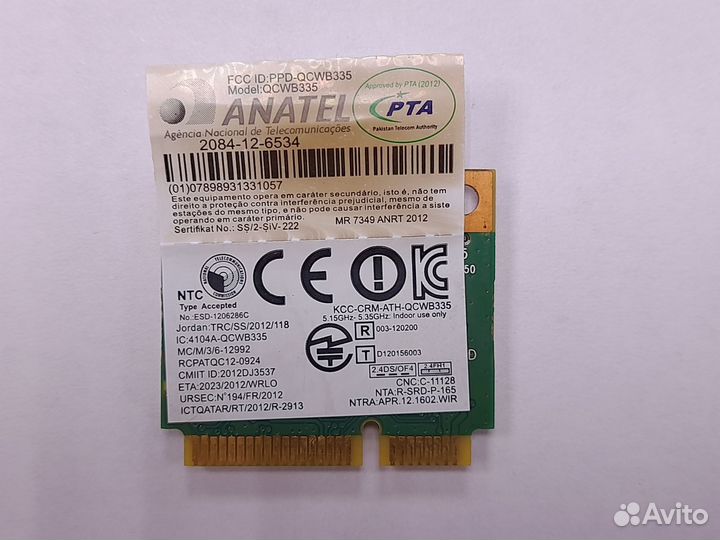 FCC ID:PPD-QCWB335
Model:QCWB335
ANATEL
Agência Nacional de Telecomunicações
2084-12-6534
Approved by PTA (2012)
PTA
Pakistan Telecom Authority
(01)07898931331057
Este equipamento opera em caráter secundário, isto é, não tem
direito a proteção contra interferência prejudicial, mesmo de
estações do mesmo tipo, e não pode causar interferência a siste
operando em caráter primário.
MR 7349 ANRT 2012
Sertifikat No.: SS/2-SiV- 222
NTC
Type Accepted
No.:ESD-1206286C
CE
KCC-CRM-ATH-QCWB335
5.15GHz- 5.35GHz: Indoor use only
Jordan:TRC/SS/2012/118
IC:4104A-QCWB335
MC/M/3/6-12992
RCPATQC12-0924
CMIIT ID:2012DJ3537
ETA:2023/2012/WRLO
URSEC:N°194/FR/2012
ICTQATAR/RT/2012/R-2913
R 003-120200
T D120156003
2.4DS/OF4
2.4FH1
CNC:C-11128
NTA:R-SRD-P-165
NTRA:APR.12.1602.WIR
50
D
Avito